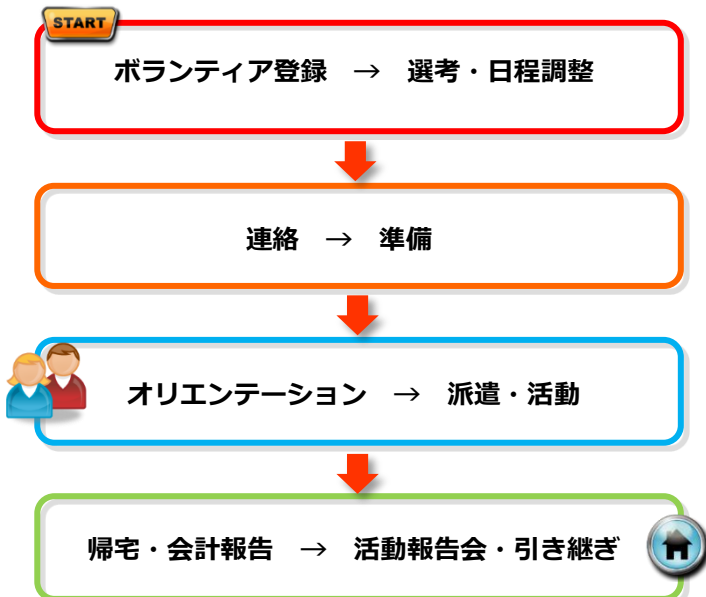 START
ボランティア登録　→　選考・日程調整
連絡　→　準備
オリエンテーション　→　派遣・活動
帰宅・会計報告　→　活動報告会・引き継ぎ